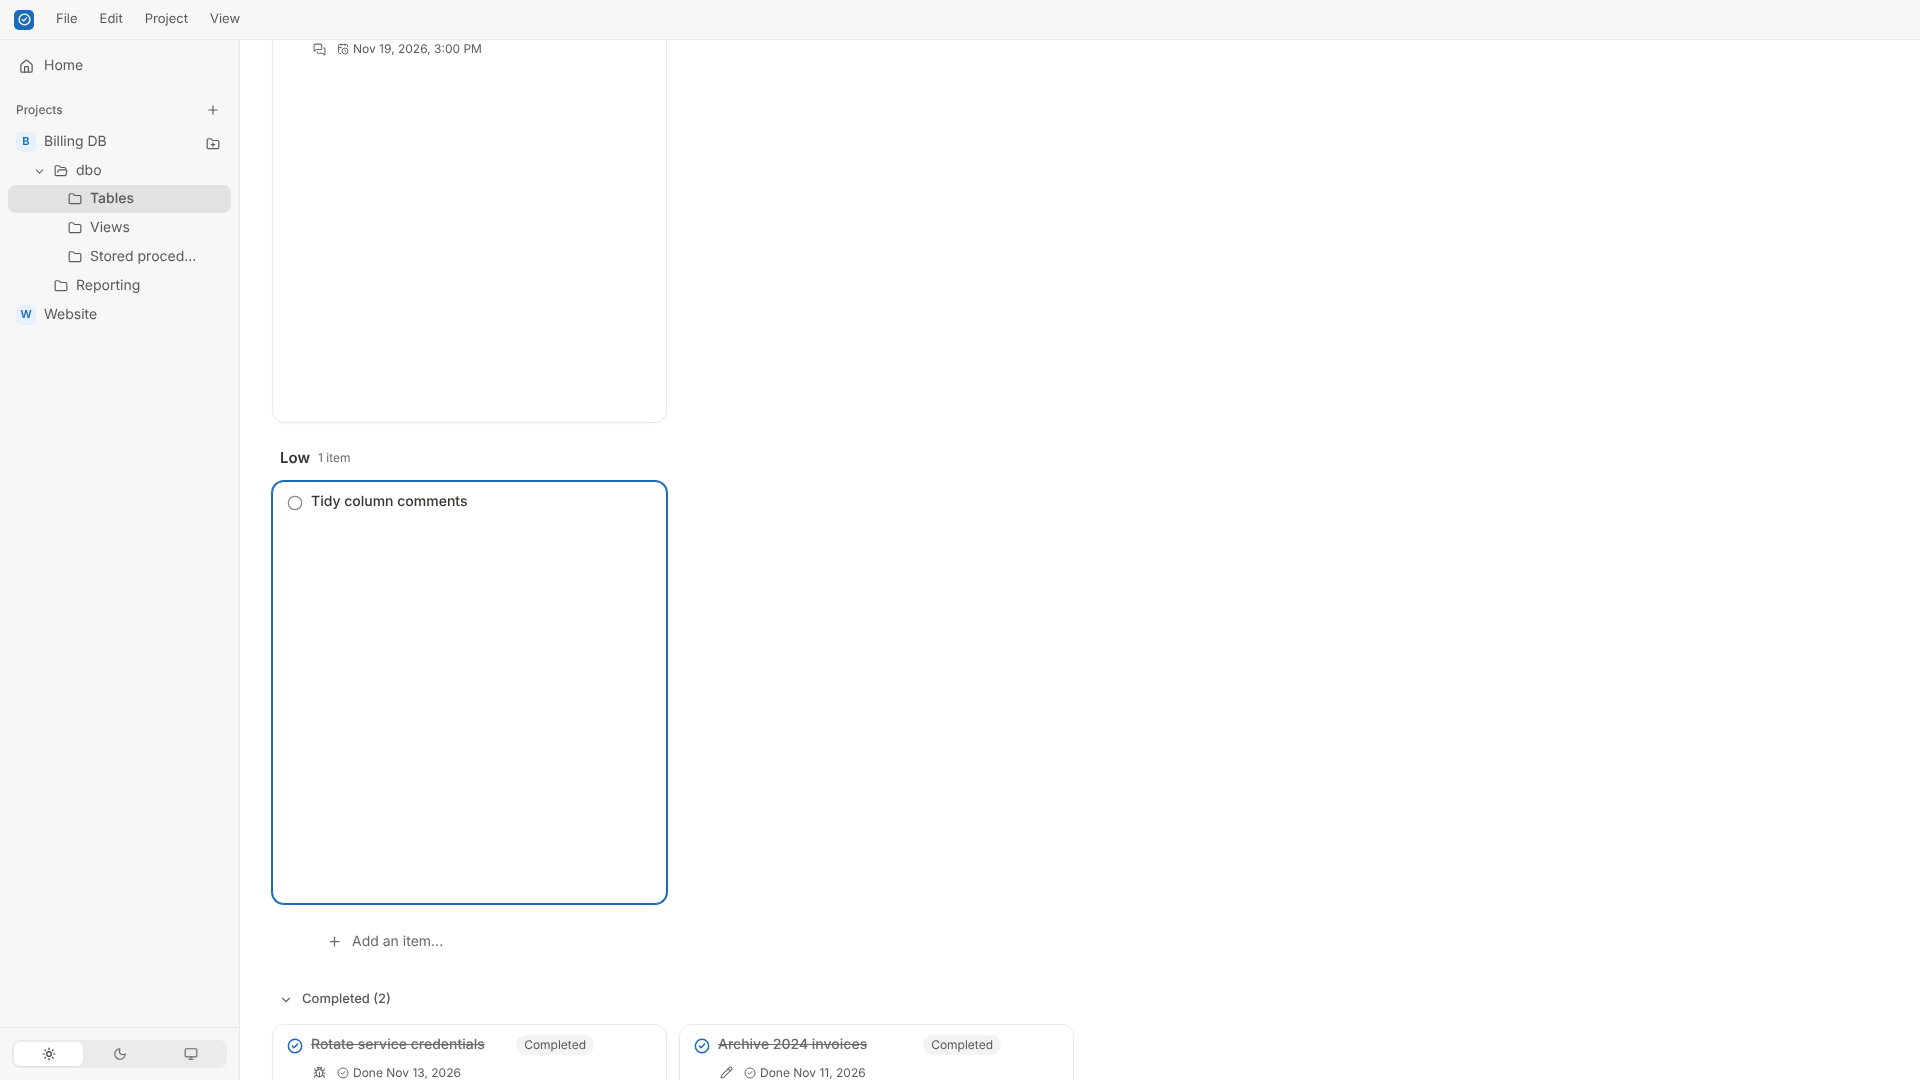 File Edit Project View
Home
Projects
B Billing DB
dbo
Tables
Views
Stored proced...
Reporting
W Website
Nov 19, 2026, 3:00 PM
Low 1 item
Tidy column comments
Add an item...
Completed (2)
Rotate service credentials Completed
Done Nov 13, 2026
Archive 2024 invoices Completed
Done Nov 11, 2026